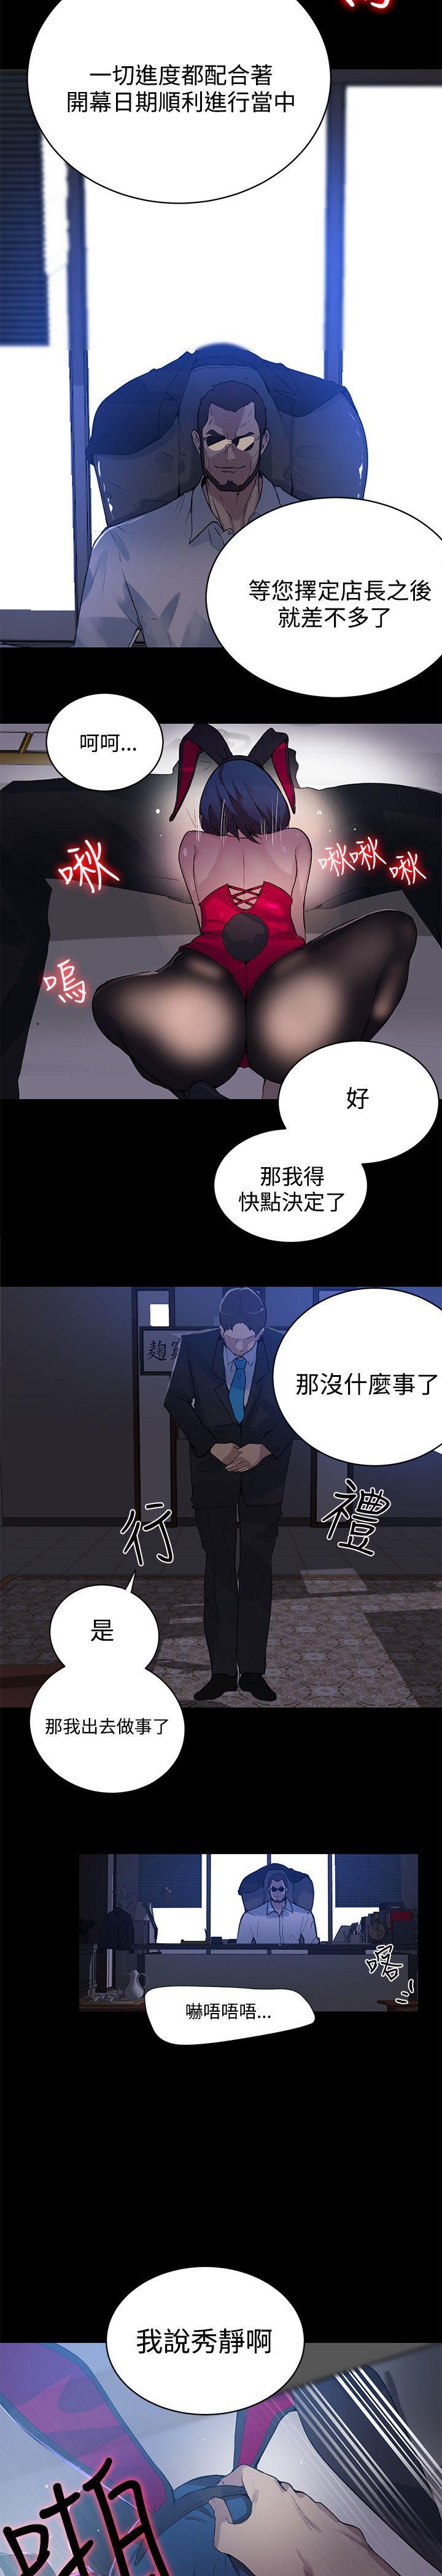 一切進度都配合著
開幕日期順利進行當中
等您擇定店長之後
就差不多了
呵呵...
啾
啾啾
啾
嗚
好
那我得
快點決定了
那沒什麼事了
禮
行
是
那我出去做事了
喀
嚇唔唔唔...
我說秀靜啊
啪